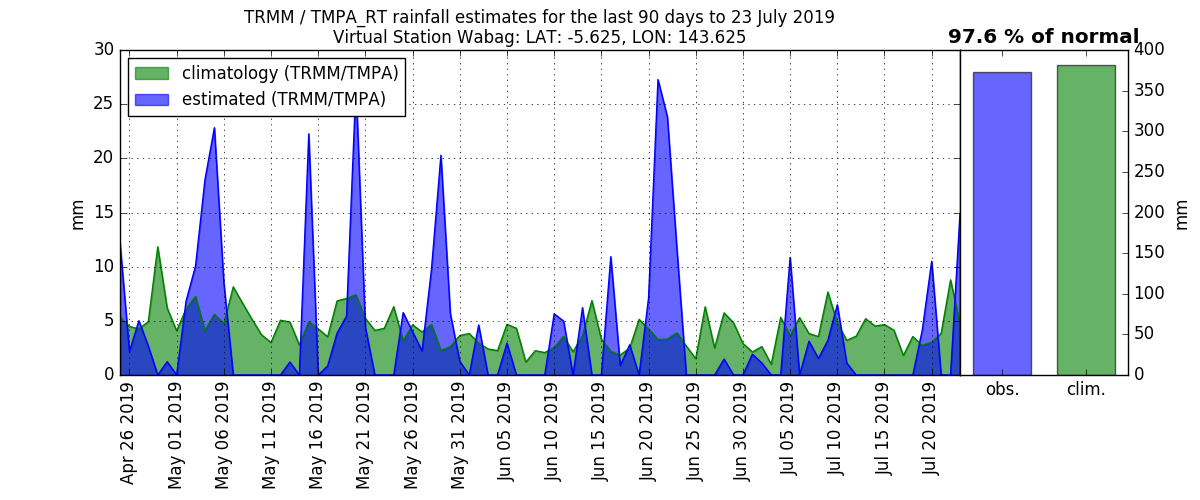 TRMM / TMPA_RT rainfall estimates for the last 90 days to 23 July 2019
Virtual Station Wabag: LAT: -5.625, LON: 143.625
97.6 % of normal
climatology (TRMM/TMPA)
estimated (TRMM/TMPA)
30
25
20
15
10
5
0
mm
Apr 26 2019
May 01 2019
May 06 2019
May 11 2019
May 16 2019
May 21 2019
May 26 2019
May 31 2019
Jun 05 2019
Jun 10 2019
Jun 15 2019
Jun 20 2019
Jun 25 2019
Jun 30 2019
Jul 05 2019
Jul 10 2019
Jul 15 2019
Jul 20 2019
obs.
clim.
400
350
300
250
200
150
100
50
0
mm